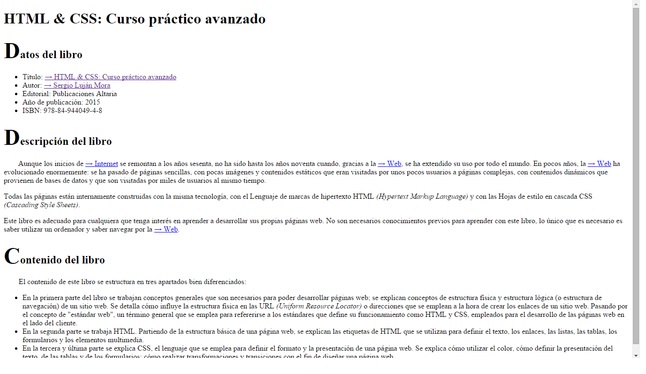 HTML & CSS: Curso práctico avanzado
Datos del libro
Título: → HTML & CSS: Curso práctico avanzado
Autor: → Sergio Luján Mora
Editorial: Publicaciones Altaria
Año de publicación: 2015
ISBN: 978-84-944049-4-8
Descripción del libro
Aunque los inicios de → Internet se remontan a los años sesenta, no ha sido hasta los años noventa cuando, gracias a la → Web, se ha extendido su uso por todo el mundo. En pocos años, la → Web ha
evolucionado enormemente: se ha pasado de páginas sencillas, con pocas imágenes y contenidos estáticos que eran visitadas por unos pocos usuarios a páginas complejas, con contenidos dinámicos que
provienen de bases de datos y que son visitadas por miles de usuarios al mismo tiempo.
Todas las páginas están internamente construidas con la misma tecnología, con el Lenguaje de marcas de hipertexto HTML (Hypertext Markup Language) y con las Hojas de estilo en cascada CSS
(Cascading Style Sheets).
Este libro es adecuado para cualquiera que tenga interés en aprender a desarrollar sus propias páginas web. No son necesarios conocimientos previos para aprender con este libro, lo único que es necesario es
saber utilizar un ordenador y saber navegar por la → Web.
Contenido del libro
El contenido de este libro se estructura en tres apartados bien diferenciados:
En la primera parte del libro se trabajan conceptos generales que son necesarios para poder desarrollar páginas web; se explican conceptos de estructura física y estructura lógica (o estructura de
navegación) de un sitio web. Se detalla cómo influye la estructura física en las URL (Uniform Resource Locator) o direcciones que se emplean a la hora de crear los enlaces de un sitio web. Pasando por
el concepto de "estándar web", un término general que se emplea para refererirse a los estándares que define su funcionamiento como HTML y CSS, empleados para el desarrollo de las páginas web en
el lado del cliente.
En la segunda parte se trabaja HTML. Partiendo de la estructura básica de una página web, se explican las etiquetas de HTML que se utilizan para definir el texto, los enlaces, las listas, las tablas, los
formularios y los elementos multimedia.
En la tercera y última parte se explica CSS, el lenguaje que se emplea para definir el formato y la presentación de una página web. Se explica cómo utilizar el color, cómo definir la presentación del
texto, de las tablas y de los formularios; cómo realizar transformaciones y transiciones con el fin de diseñar una página web.